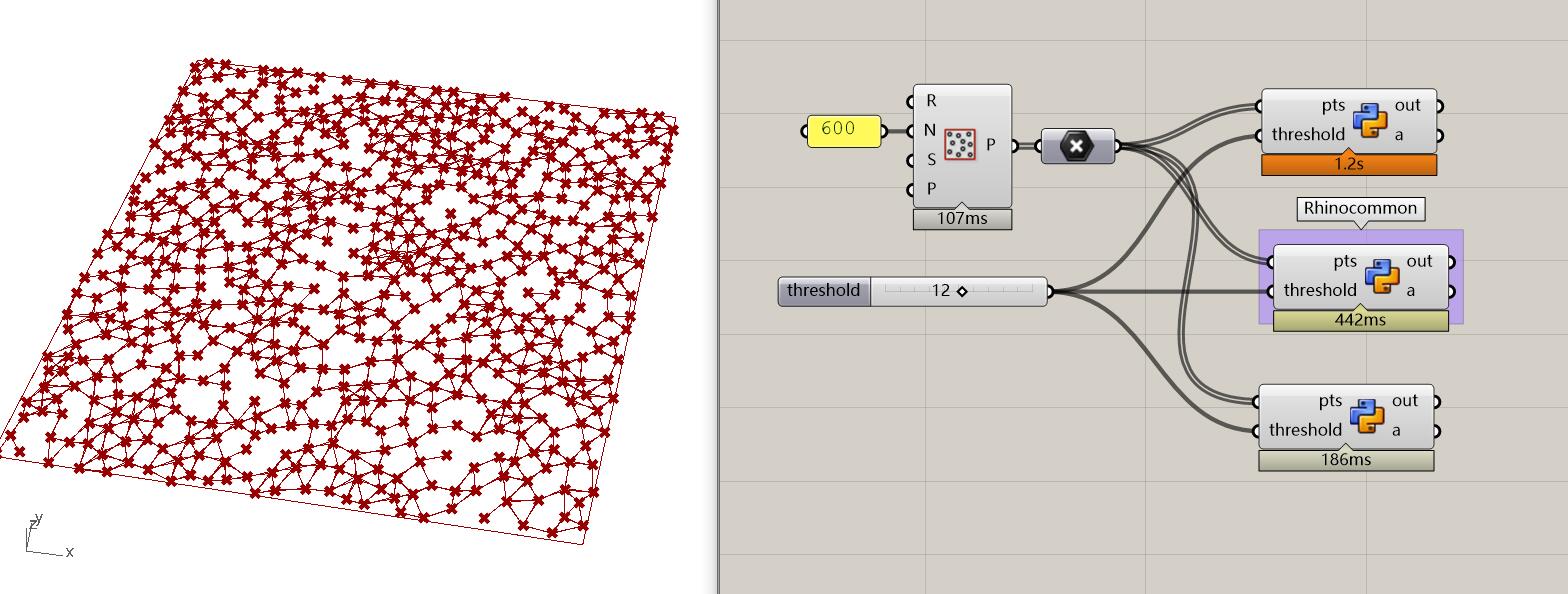 R
600
N
P
S
P
107ms
threshold
12
pts
out
threshold
a
1.2s
Rhinocommon
pts
out
threshold
a
442ms
pts
out
threshold
a
186ms
y
z
x